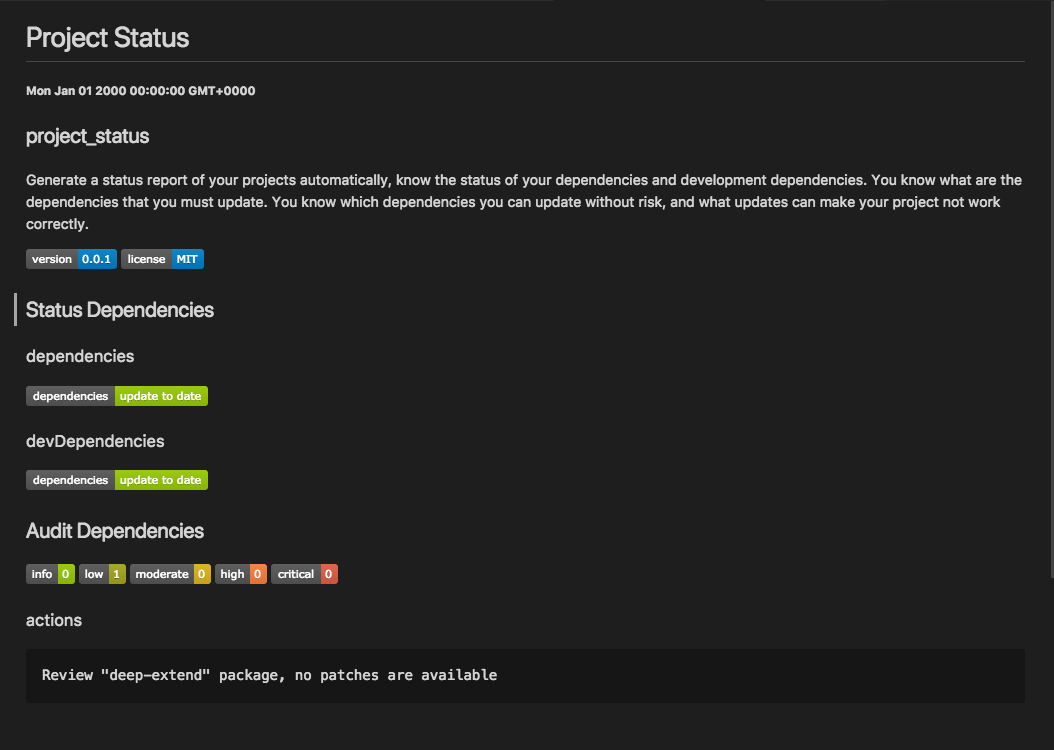 Project Status
Mon Jan 01 2000 00:00:00 GMT+0000
project_status
Generate a status report of your projects automatically, know the status of your dependencies and development dependencies. You know what are the
dependencies that you must update. You know which dependencies you can update without risk, and what updates can make your project not work
correctly.
version 0.0.1 license MIT
Status Dependencies
dependencies
dependencies update to date
devDependencies
dependencies update to date
Audit Dependencies
info 0 low 1 moderate 0 high 0 critical 0
actions
Review "deep-extend" package, no patches are available